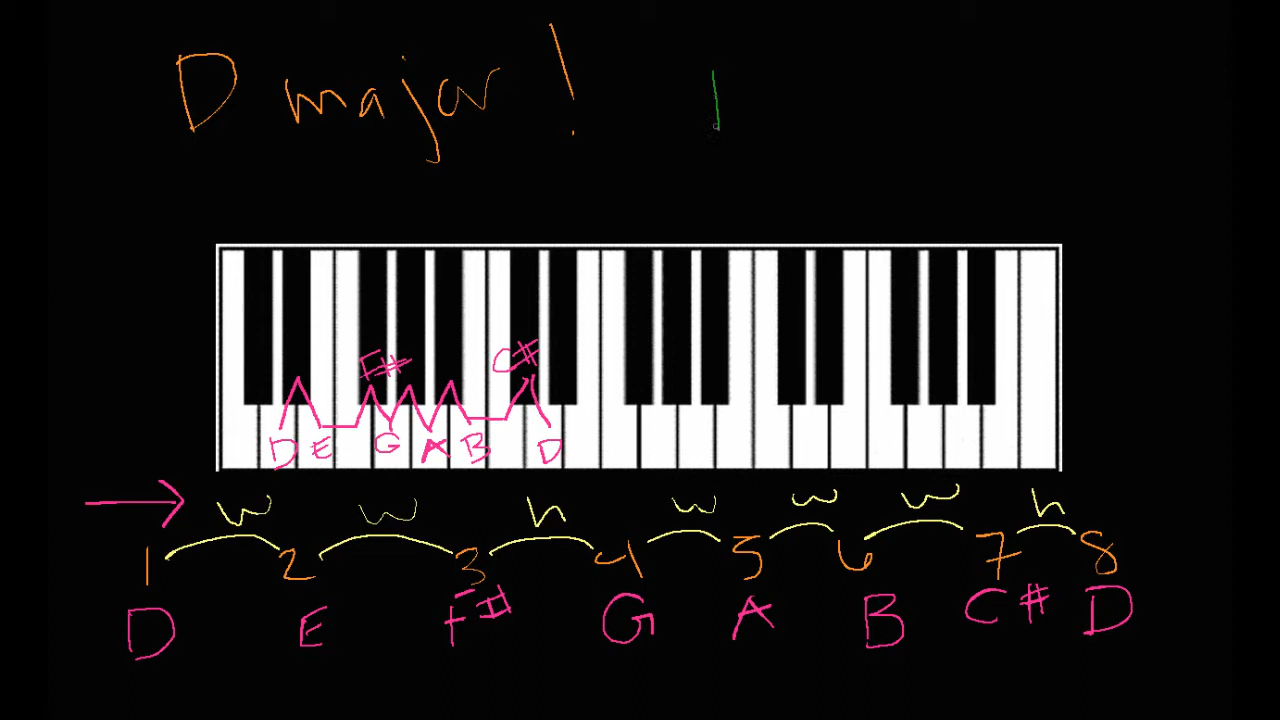 D major!
F# C#
D E G A B D
W W h W W W h
1 2 3 4 5 6 7 8
D E F# G A B C# D